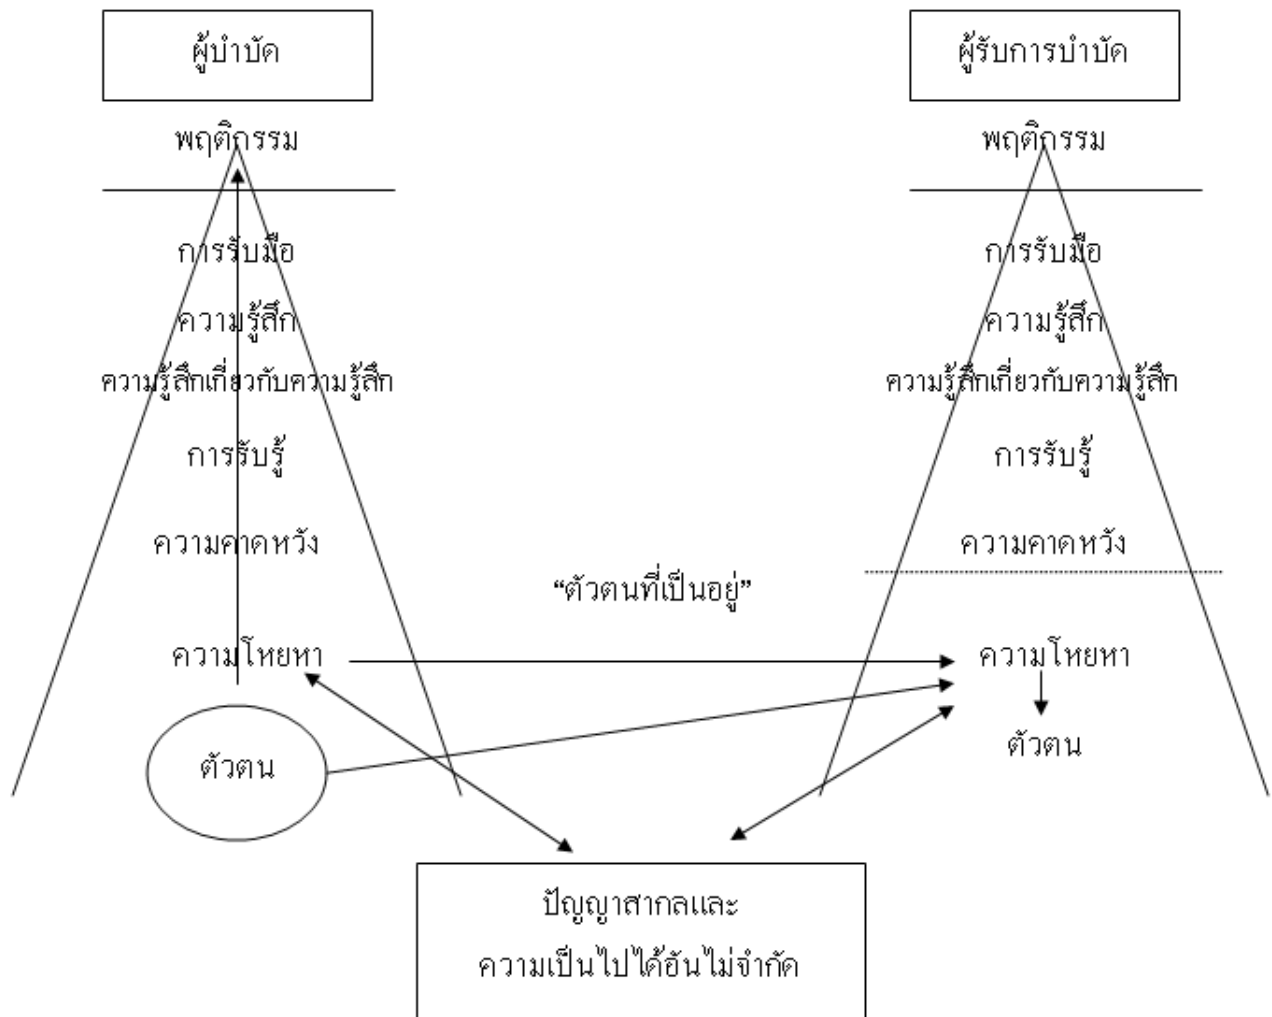 ผู้บำบัด
ผู้รับการบำบัด
พฤติกรรม
พฤติกรรม
การรับมือ
การรับมือ
ความรู้สึก
ความรู้สึก
ความรู้สึกเกี่ยวกับความรู้สึก
ความรู้สึกเกี่ยวกับความรู้สึก
การรับรู้
การรับรู้
ความคาดหวัง
ความคาดหวัง
“ตัวตนที่เป็นอยู่”
ความโหยหา
ความโหยหา
ตัวตน
ตัวตน
ปัญญาสากลและ
ความเป็นไปได้อันไม่จำกัด